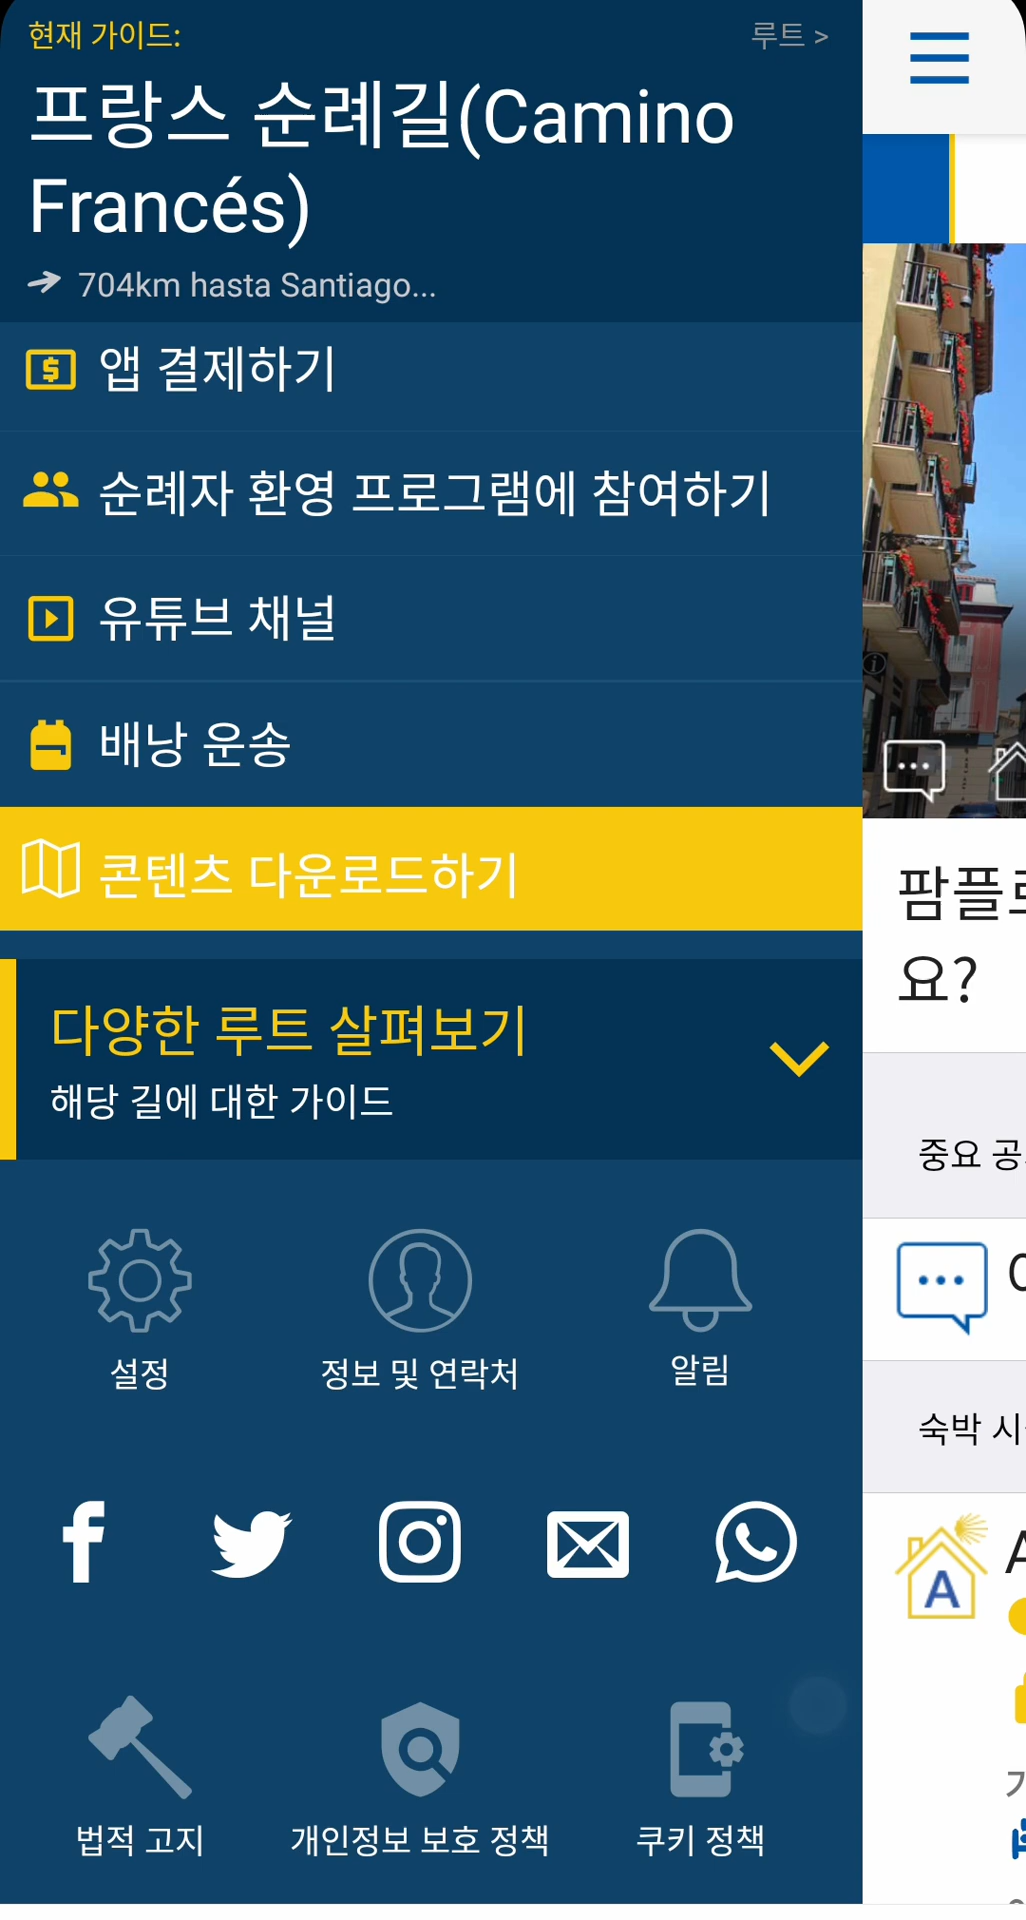 현재 가이드:
루트 >
프랑스 순례길(Camino
Francés)
704km hasta Santiago...
앱 결제하기
순례자 환영 프로그램에 참여하기
유튜브 채널
배낭 운송
콘텐츠 다운로드하기
다양한 루트 살펴보기
해당 길에 대한 가이드
설정
정보 및 연락처
알림
법적 고지
개인정보 보호 정책
쿠키 정책
요?
중요
숙박
A
A